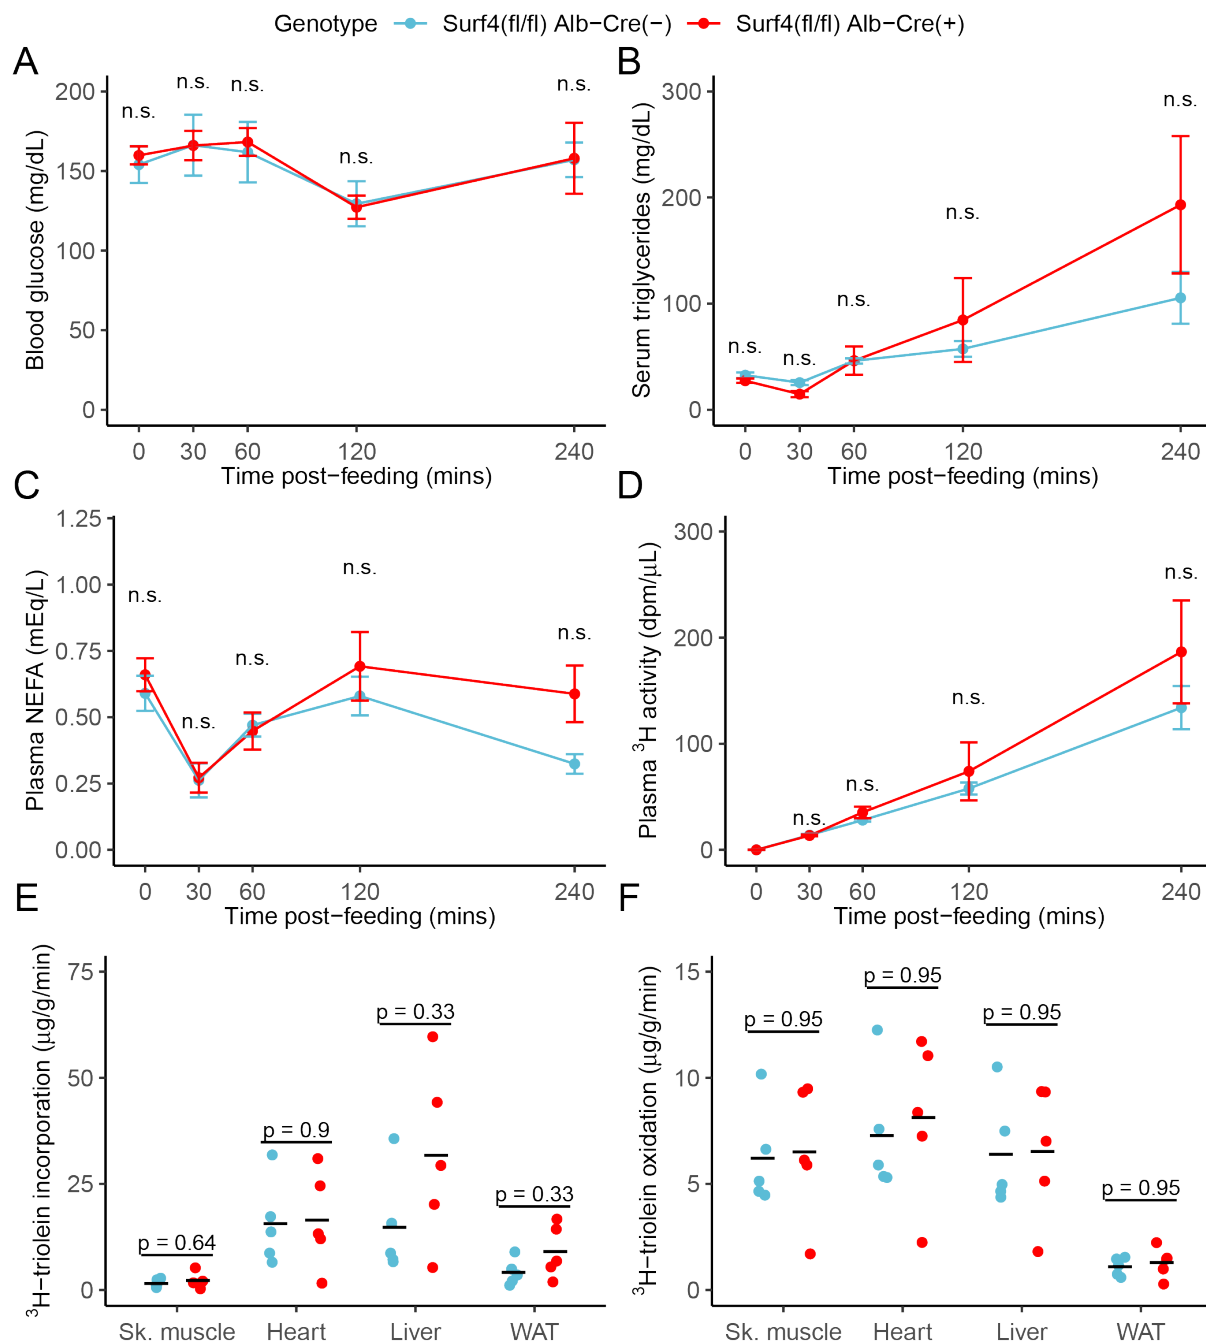 Genotype Surf4(fl/fl) Alb−Cre(−) Surf4(fl/fl) Alb−Cre(+)
A
Blood glucose (mg/dL)
200
150
100
50
0
n.s. n.s. n.s. n.s. n.s.
0 30 60 120 240
Time post−feeding (mins)
B
Serum triglycerides (mg/dL)
300
200
100
0
n.s. n.s. n.s. n.s. n.s.
0 30 60 120 240
Time post−feeding (mins)
C
Plasma NEFA (mEq/L)
1.25
1.00
0.75
0.50
0.25
0.00
n.s. n.s. n.s. n.s. n.s.
0 30 60 120 240
Time post−feeding (mins)
D
Plasma ³H activity (dpm/μL)
300
200
100
0
n.s. n.s. n.s. n.s.
0 30 60 120 240
Time post−feeding (mins)
E
³H−triolein incorporation (μg/g/min)
75
50
25
0
p = 0.64 p = 0.9 p = 0.33 p = 0.33
Sk. muscle Heart Liver WAT
F
³H−triolein oxidation (μg/g/min)
15
10
5
0
p = 0.95 p = 0.95 p = 0.95 p = 0.95
Sk. muscle Heart Liver WAT